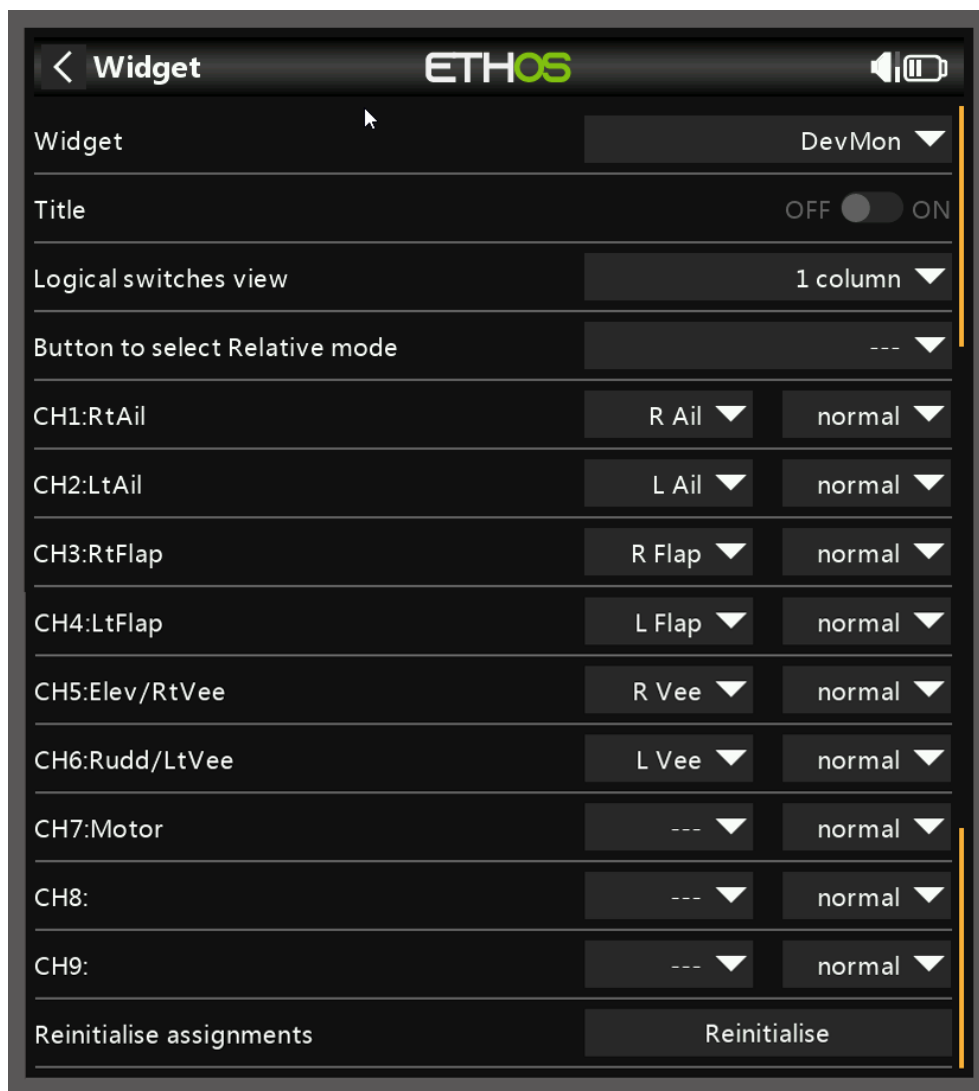 Widget ETHOS
Widget DevMon
Title OFF ON
Logical switches view 1 column
Button to select Relative mode ---
CH1:RtAil R Ail normal
CH2:LtAil L Ail normal
CH3:RtFlap R Flap normal
CH4:LtFlap L Flap normal
CH5:Elev/RtVee R Vee normal
CH6:Rudd/LtVee L Vee normal
CH7:Motor --- normal
CH8: --- normal
CH9: --- normal
Reinitialise assignments Reinitialise